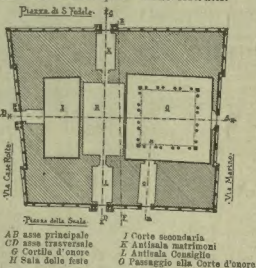 Piazza di S. Fedele
Via Case Rotte
Via Marino
Piazza della Scala
AB asse principale
CD asse trasversale
G Cortile d'onore
H Sala delle feste
I Corte secondaria
K Antisala matrimoni
L Antisala Consiglio
O Passaggio alla Corte d'onore